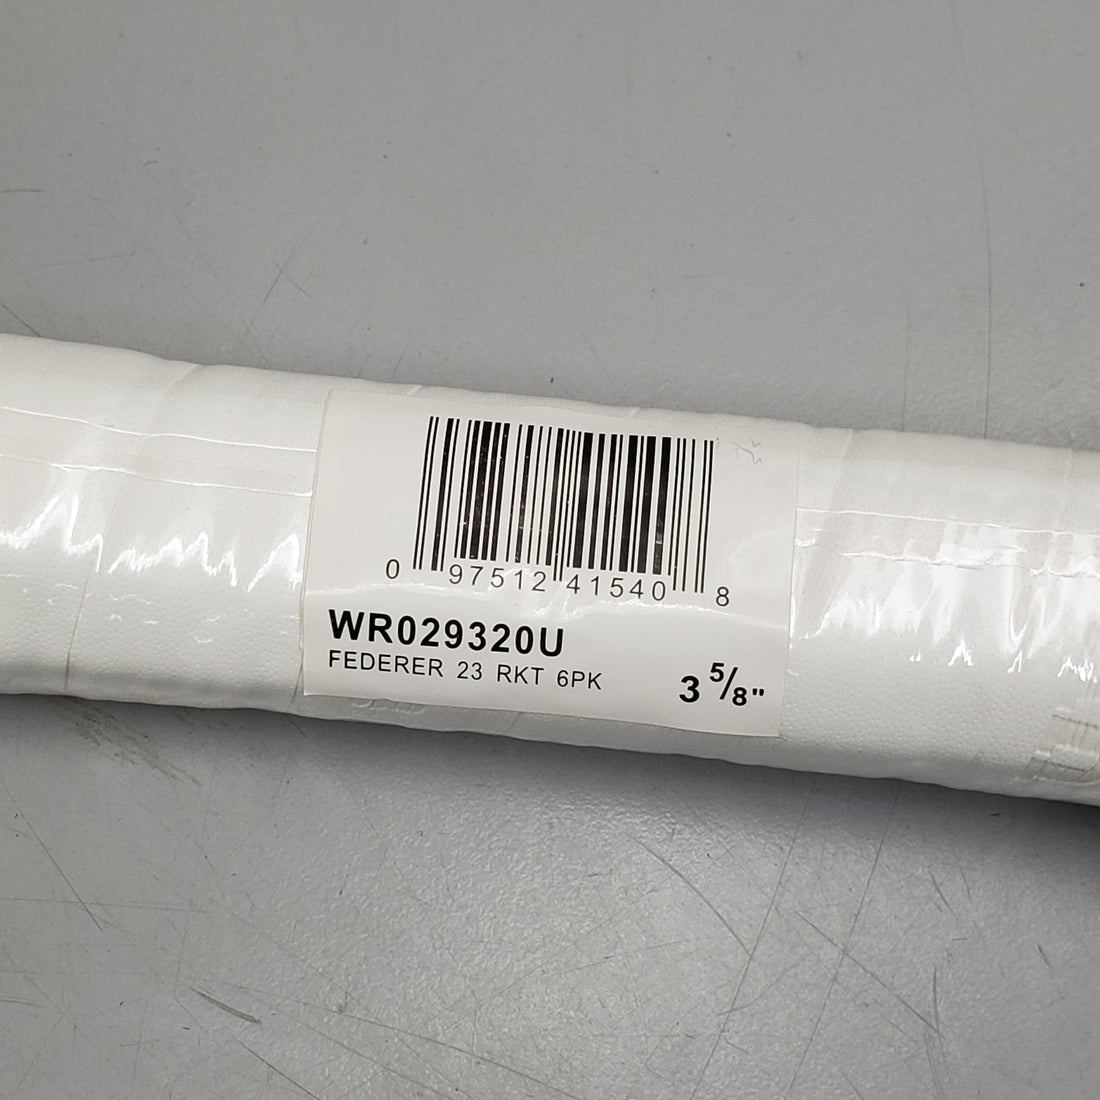 0 97512 41540 8
WR029320U
FEDERER 23 RKT 6PK
3 5/8"